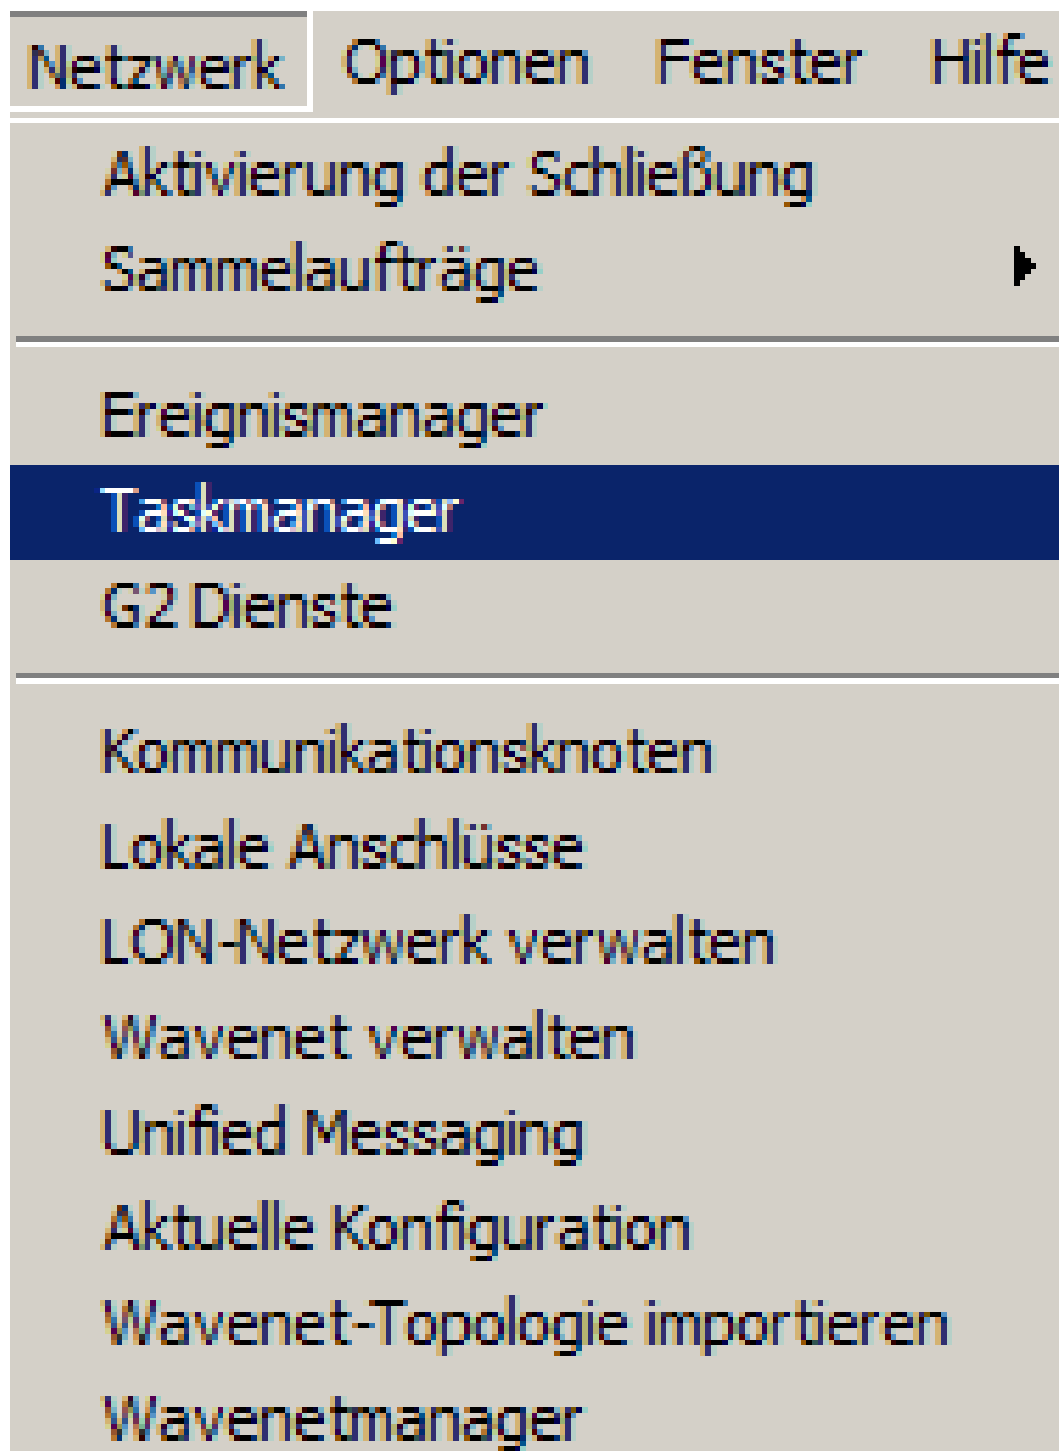 Netzwerk Optionen Fenster Hilfe
Aktivierung der Schließung
Sammelaufträge
Ereignismanager
Taskmanager
G2 Dienste
Kommunikationsknoten
Lokale Anschlüsse
LON-Netzwerk verwalten
Wavenet verwalten
Unified Messaging
Aktuelle Konfiguration
Wavenet-Topologie importieren
Wavenetmanager